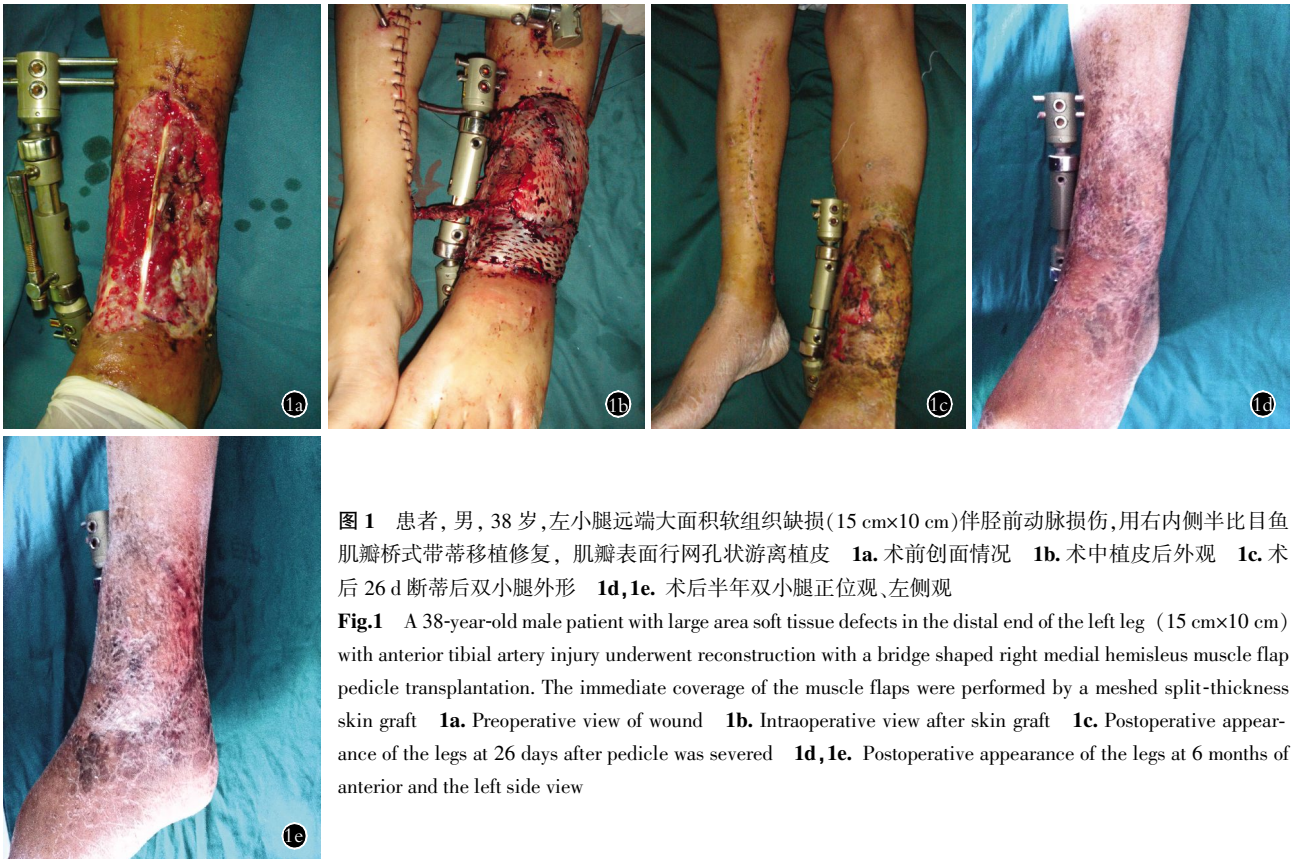 1a
1b
1c
1d
1e
图 1 患者, 男, 38 岁,左小腿远端大面积软组织缺损(15 cm×10 cm)伴胫前动脉损伤,用右内侧半比目鱼
肌瓣桥式带蒂移植修复, 肌瓣表面行网孔状游离植皮 1a. 术前创面情况 1b. 术中植皮后外观 1c. 术
后 26 d 断蒂后双小腿外形 1d,1e. 术后半年双小腿正位观、左侧观
Fig.1 A 38-year-old male patient with large area soft tissue defects in the distal end of the left leg (15 cm×10 cm)
with anterior tibial artery injury underwent reconstruction with a bridge shaped right medial hemisleus muscle flap
pedicle transplantation. The immediate coverage of the muscle flaps were performed by a meshed split-thickness
skin graft 1a. Preoperative view of wound 1b. Intraoperative view after skin graft 1c. Postoperative appear-
ance of the legs at 26 days after pedicle was severed 1d,1e. Postoperative appearance of the legs at 6 months of
anterior and the left side view